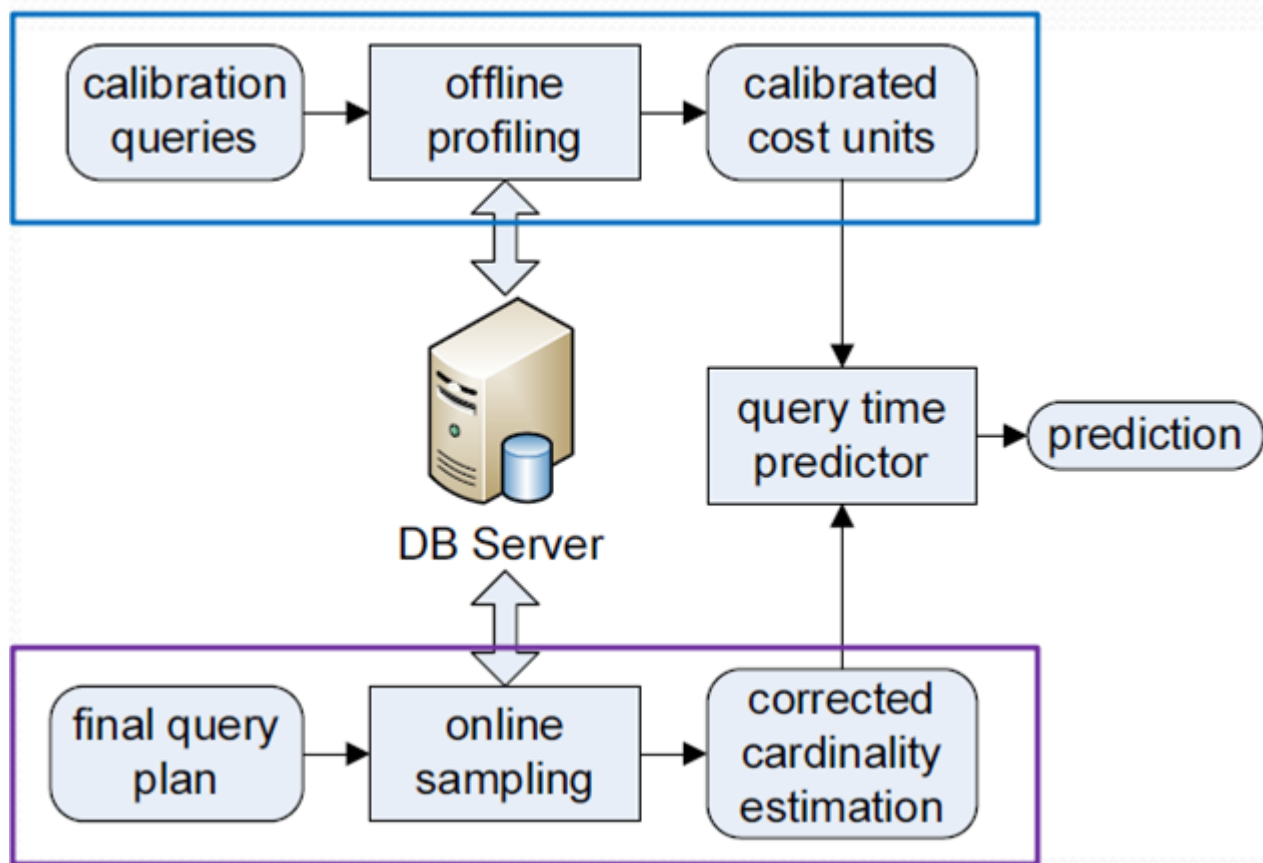 calibration
queries
offline
profiling
calibrated
cost units
DB Server
query time
predictor
prediction
final query
plan
online
sampling
corrected
cardinality
estimation